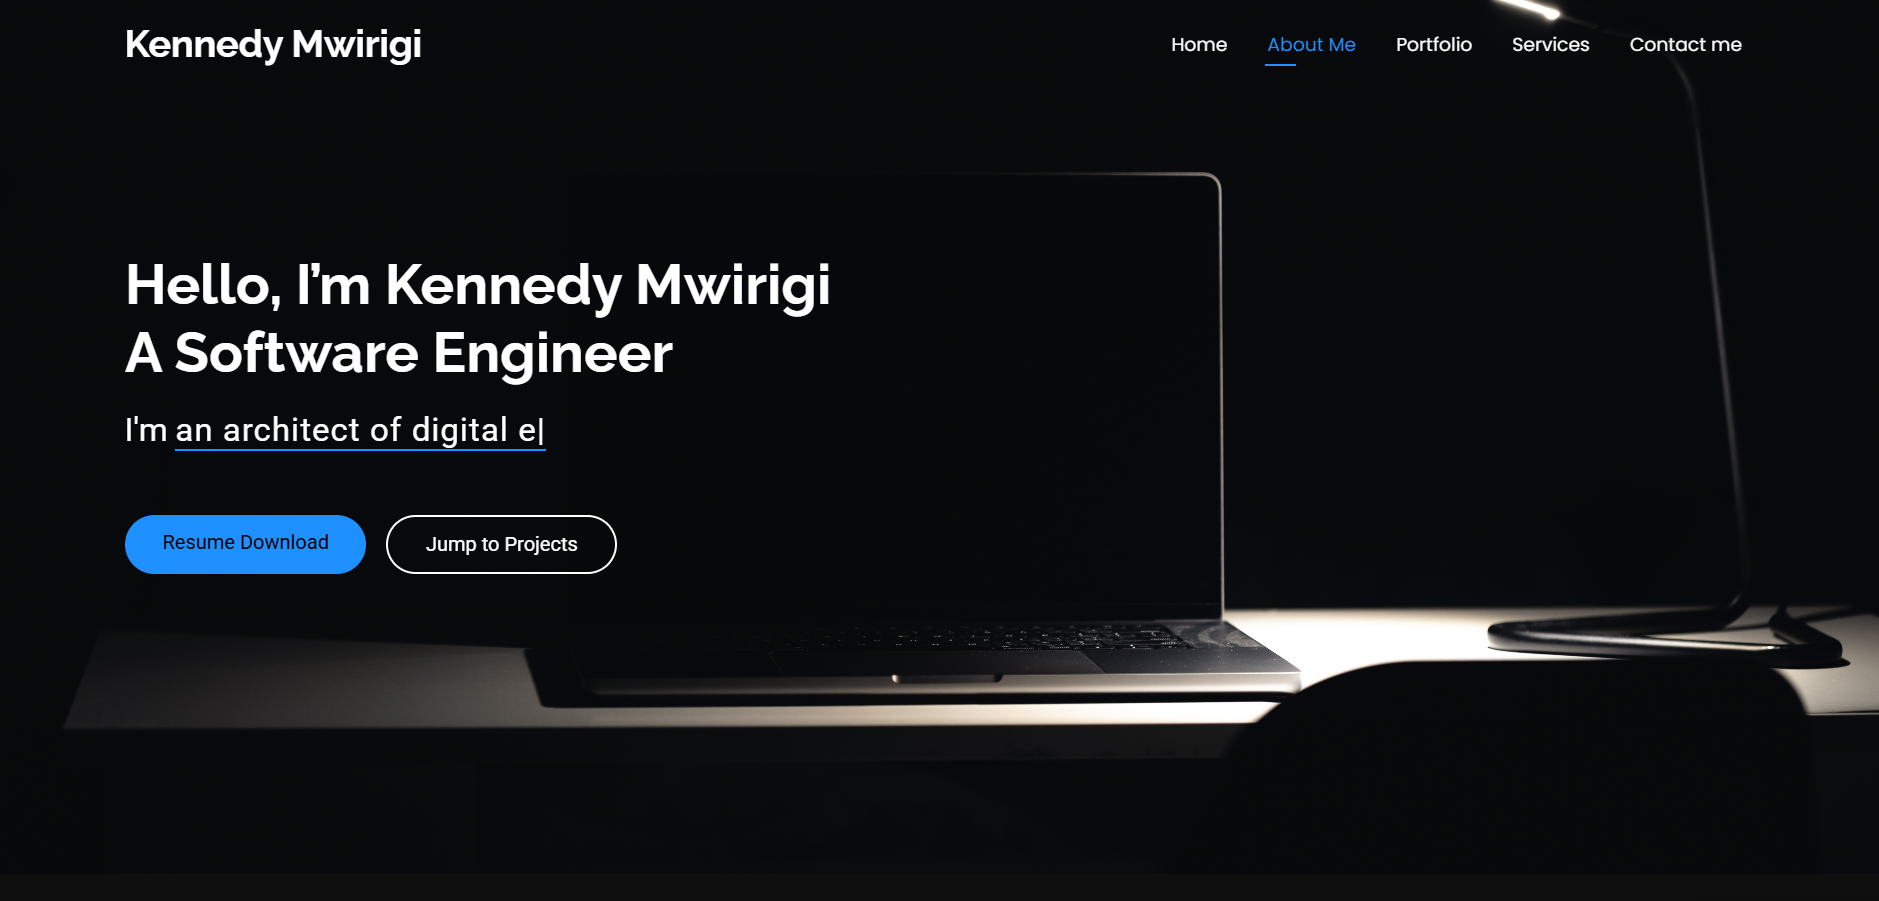 Kennedy Mwirigi
Home About Me Portfolio Services Contact me
Hello, I’m Kennedy Mwirigi
A Software Engineer
I'm an architect of digital e|
Resume Download Jump to Projects